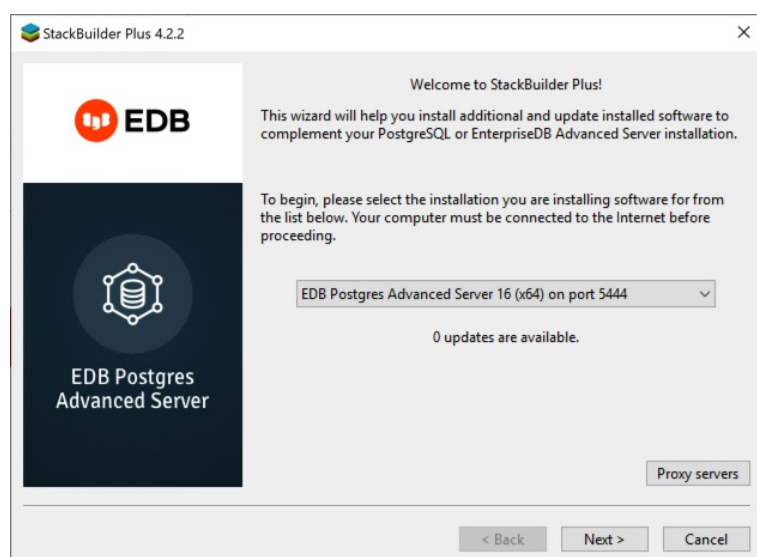 StackBuilder Plus 4.2.2
EDB
EDB Postgres
Advanced Server
Welcome to StackBuilder Plus!
This wizard will help you install additional and update installed software to
complement your PostgreSQL or EnterpriseDB Advanced Server installation.
To begin, please select the installation you are installing software for from
the list below. Your computer must be connected to the Internet before
proceeding.
EDB Postgres Advanced Server 16 (x64) on port 5444
0 updates are available.
Proxy servers
< Back
Next >
Cancel